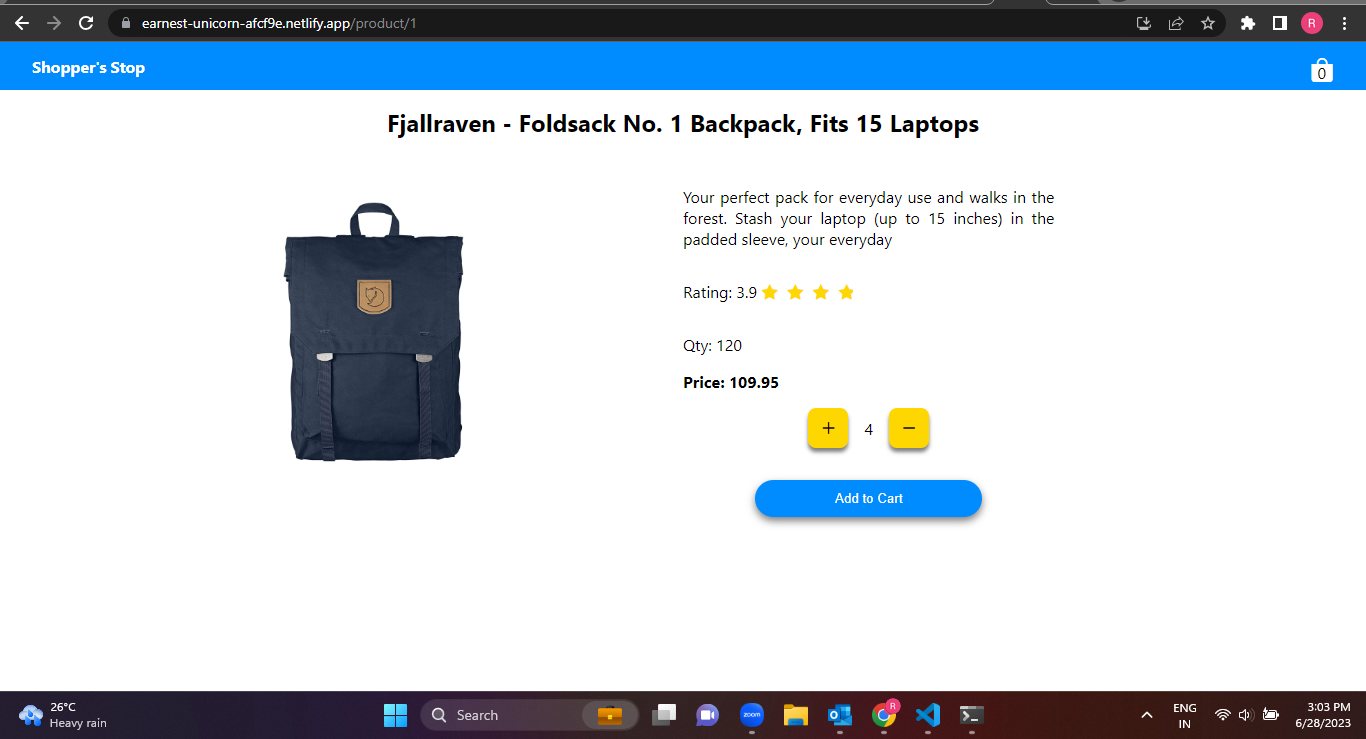 earnest-unicorn-afcf9e.netlify.app/product/1
R
Shopper's Stop
0
Fjallraven - Foldsack No. 1 Backpack, Fits 15 Laptops
Your perfect pack for everyday use and walks in the
forest. Stash your laptop (up to 15 inches) in the
padded sleeve, your everyday
Rating: 3.9
Qty: 120
Price: 109.95
+ 4 −
Add to Cart
26°C
Heavy rain
Search
zoom
R
ENG
IN
3:03 PM
6/28/2023